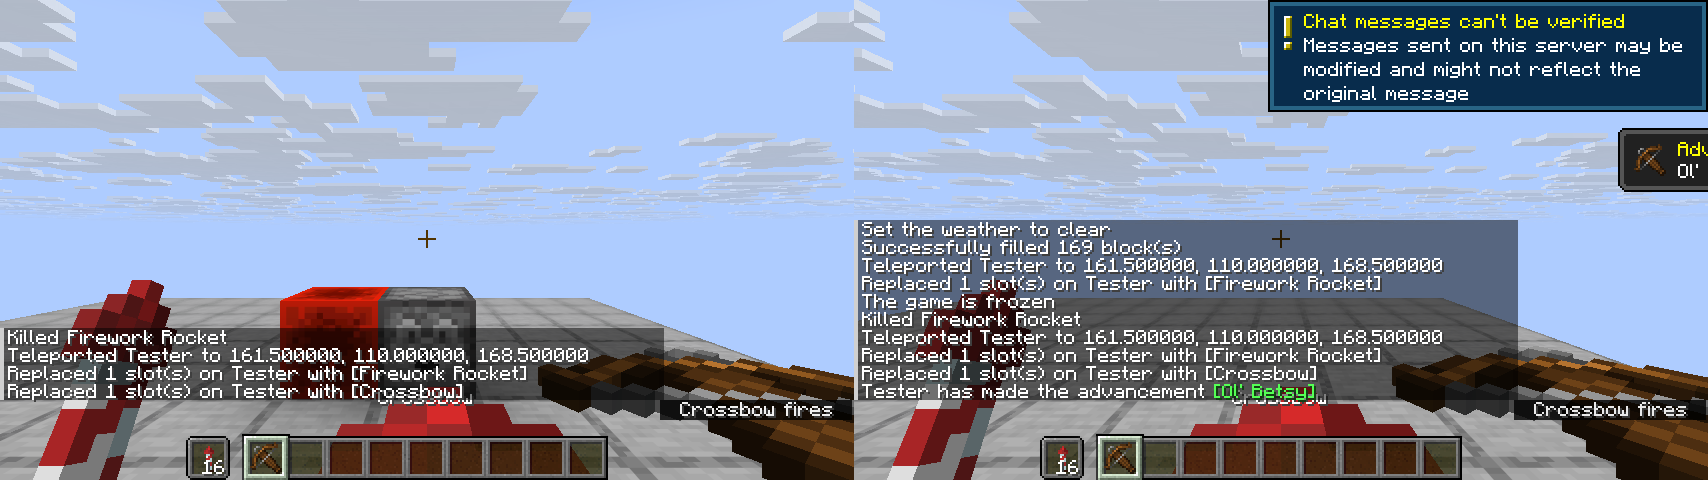 Killed Firework Rocket
Teleported Tester to 161.500000, 110.000000, 168.500000
Replaced 1 slot(s) on Tester with [Firework Rocket]
Replaced 1 slot(s) on Tester with [Crossbow]
Crossbow
Crossbow fires
16
Chat messages can't be verified
Messages sent on this server may be
modified and might not reflect the
original message
Adv
Ol'
Set the weather to clear
Successfully filled 169 block(s)
Teleported Tester to 161.500000, 110.000000, 168.500000
Replaced 1 slot(s) on Tester with [Firework Rocket]
The game is frozen
Killed Firework Rocket
Teleported Tester to 161.500000, 110.000000, 168.500000
Replaced 1 slot(s) on Tester with [Firework Rocket]
Replaced 1 slot(s) on Tester with [Crossbow]
Tester has made the advancement [Ol' Betsy]
Crossbow fires
16